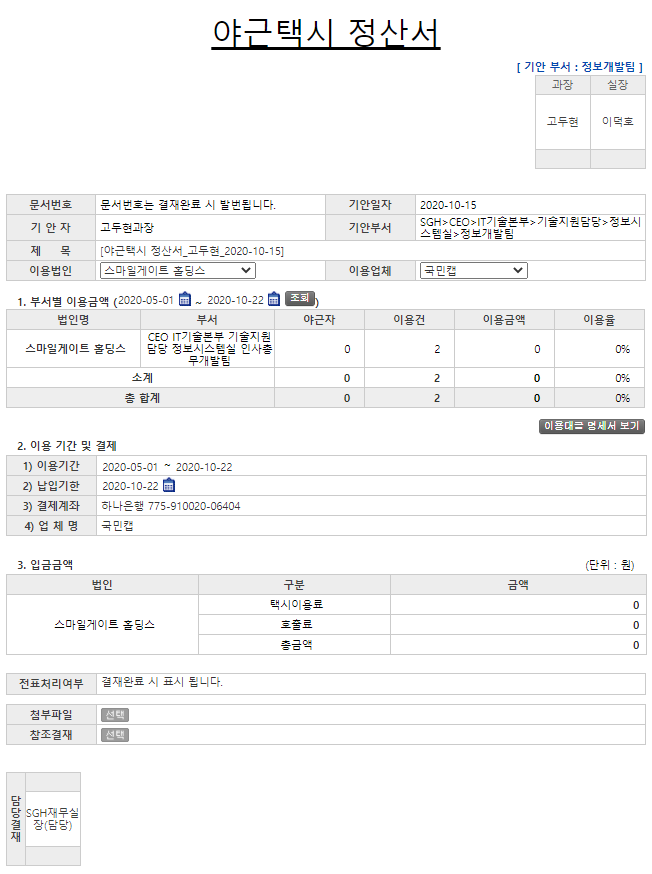 야근택시 정산서
[ 기안 부서 : 정보개발팀 ]
과장 실장
고두현 이덕호
문서번호 문서번호는 결재완료 시 발번됩니다. 기안일자 2020-10-15
기 안 자 고두현과장 기안부서 SGH>CEO>IT기술본부>기술지원담당>정보시
스템실>정보개발팀
제 목 [야근택시 정산서_고두현_2020-10-15]
이용법인 스마일게이트 홀딩스 이용업체 국민캡
1. 부서별 이용금액 (2020-05-01 ~ 2020-10-22 조회)
법인명 부서 야근자 이용건 이용금액 이용율
스마일게이트 홀딩스 CEO IT기술본부 기술지원
담당 정보시스템실 인사총
무개발팀 0 2 0 0%
소계 0 2 0 0%
총 합계 0 2 0 0%
이용대금 명세서 보기
2. 이용 기간 및 결제
1) 이용기간 2020-05-01 ~ 2020-10-22
2) 납입기한 2020-10-22
3) 결제계좌 하나은행 775-910020-06404
4) 업 체 명 국민캡
3. 입금금액 (단위 : 원)
법인 구분 금액
스마일게이트 홀딩스 택시이용료 0
호출료 0
총금액 0
전표처리여부 결재완료 시 표시 됩니다.
첨부파일 선택
참조결재 선택
담당결재 SGH재무실
장(담당)